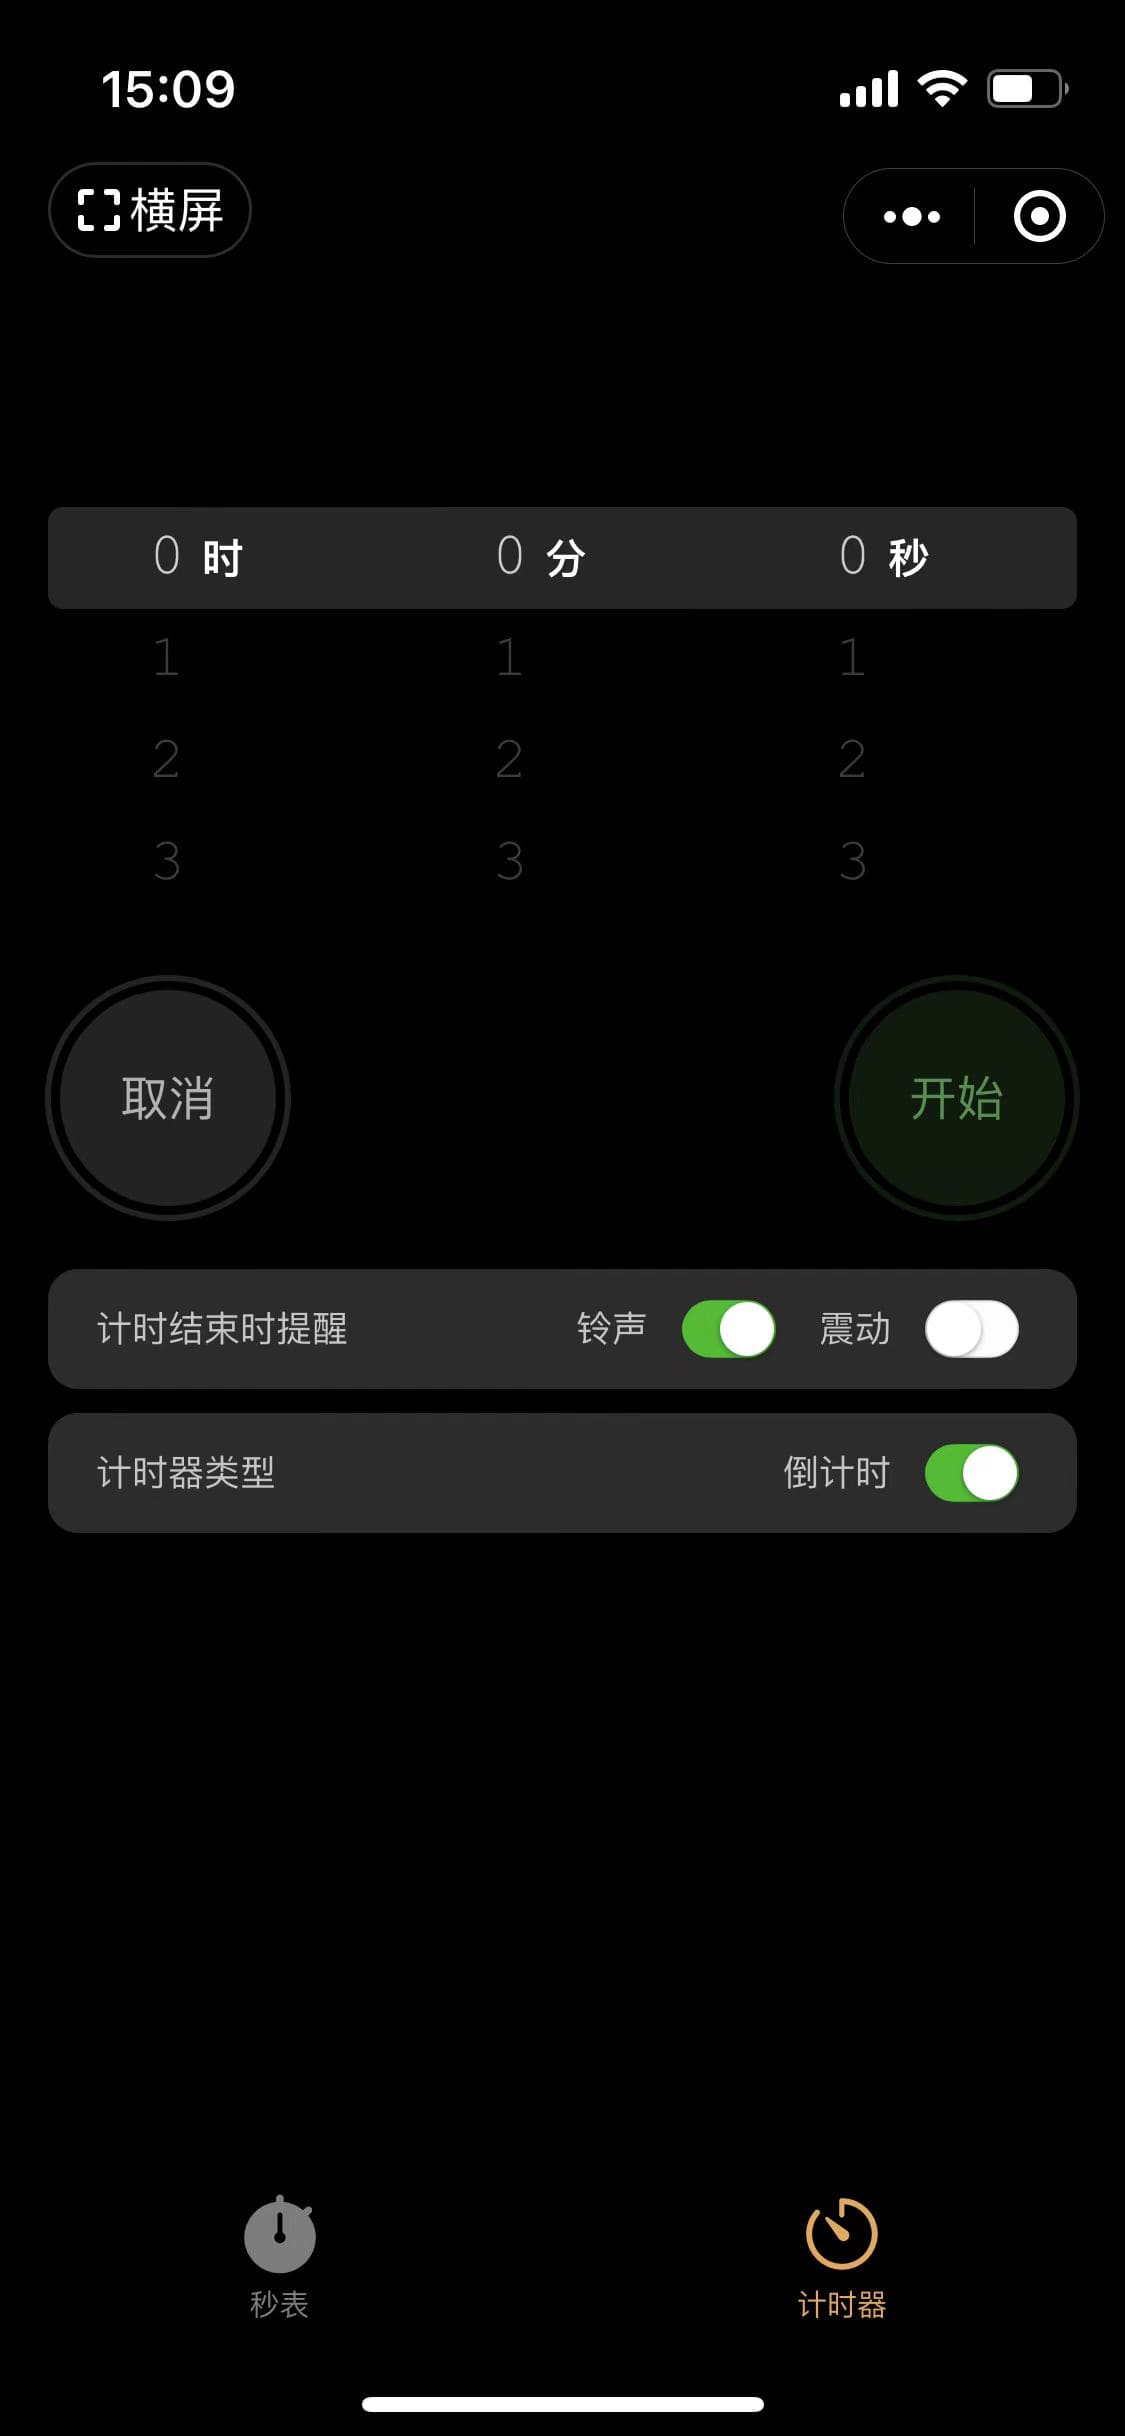 15:09
横屏
0 时 0 分 0 秒
1 1 1
2 2 2
3 3 3
取消 开始
计时结束时提醒 铃声 震动
计时器类型 倒计时
秒表 计时器